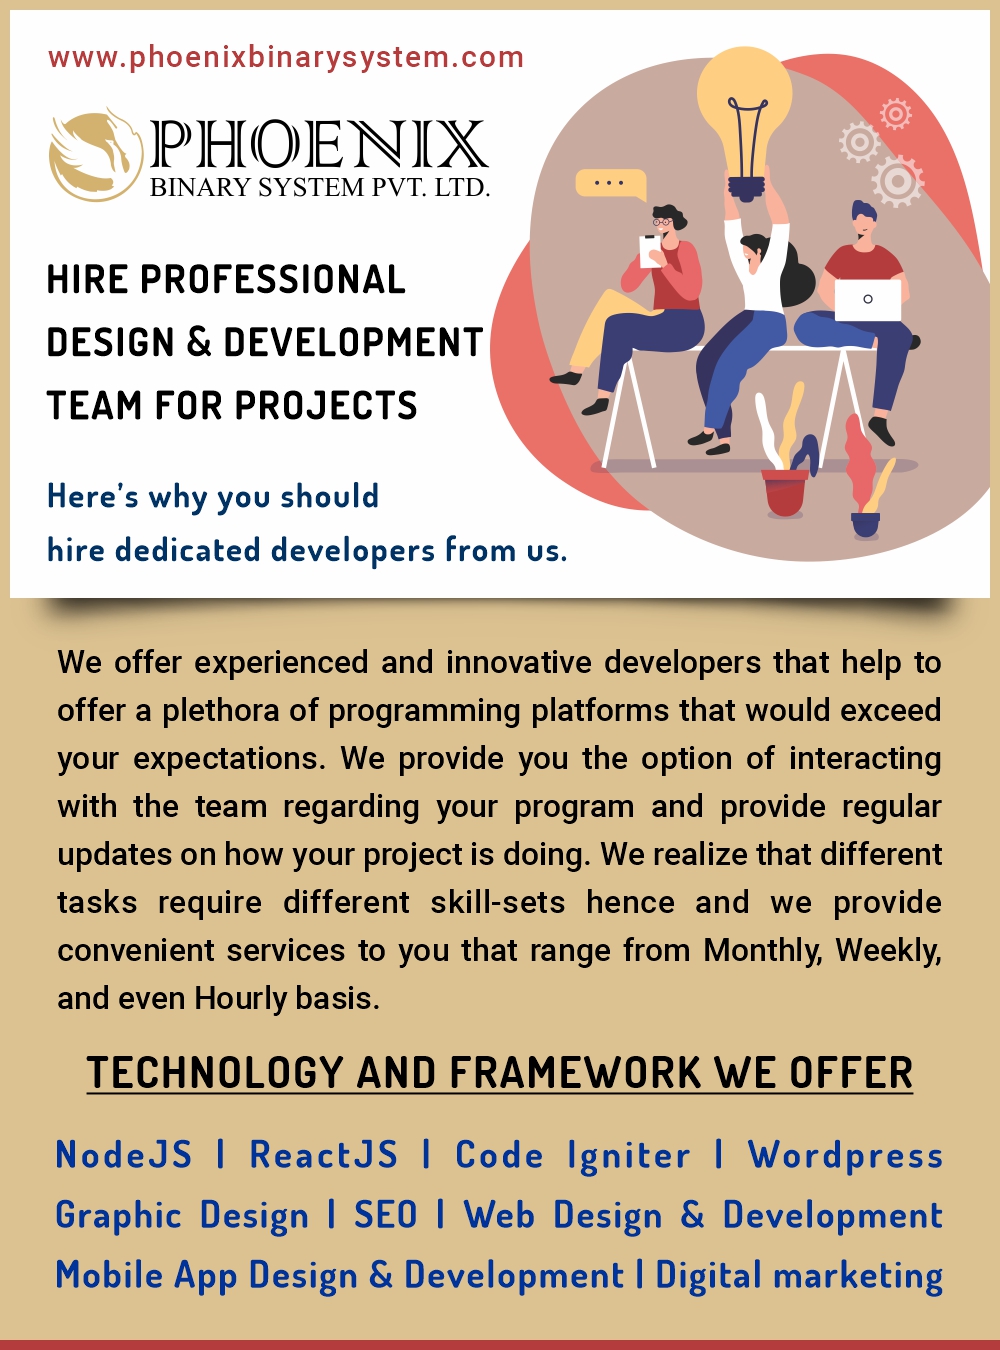 www.phoenixbinarysystem.com
PHOENIX
BINARY SYSTEM PVT. LTD.
HIRE PROFESSIONAL
DESIGN & DEVELOPMENT
TEAM FOR PROJECTS
Here's why you should
hire dedicated developers from us.
We offer experienced and innovative developers that help to
offer a plethora of programming platforms that would exceed
your expectations. We provide you the option of interacting
with the team regarding your program and provide regular
updates on how your project is doing. We realize that different
tasks require different skill-sets hence and we provide
convenient services to you that range from Monthly, Weekly,
and even Hourly basis.
TECHNOLOGY AND FRAMEWORK WE OFFER
NodeJS | ReactJS | Code Igniter | Wordpress
Graphic Design | SEO | Web Design & Development
Mobile App Design & Development | Digital marketing